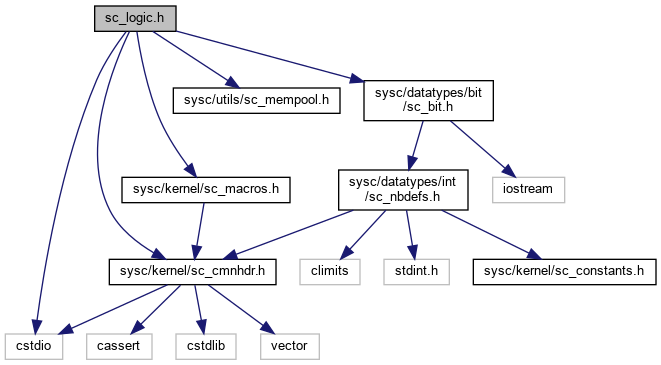 sc_logic.h
sysc/utils/sc_mempool.h
sysc/datatypes/bit
/sc_bit.h
sysc/kernel/sc_macros.h
sysc/datatypes/int
/sc_nbdefs.h
iostream
sysc/kernel/sc_cmnhdr.h
climits
stdint.h
sysc/kernel/sc_constants.h
cstdio
cassert
cstdlib
vector